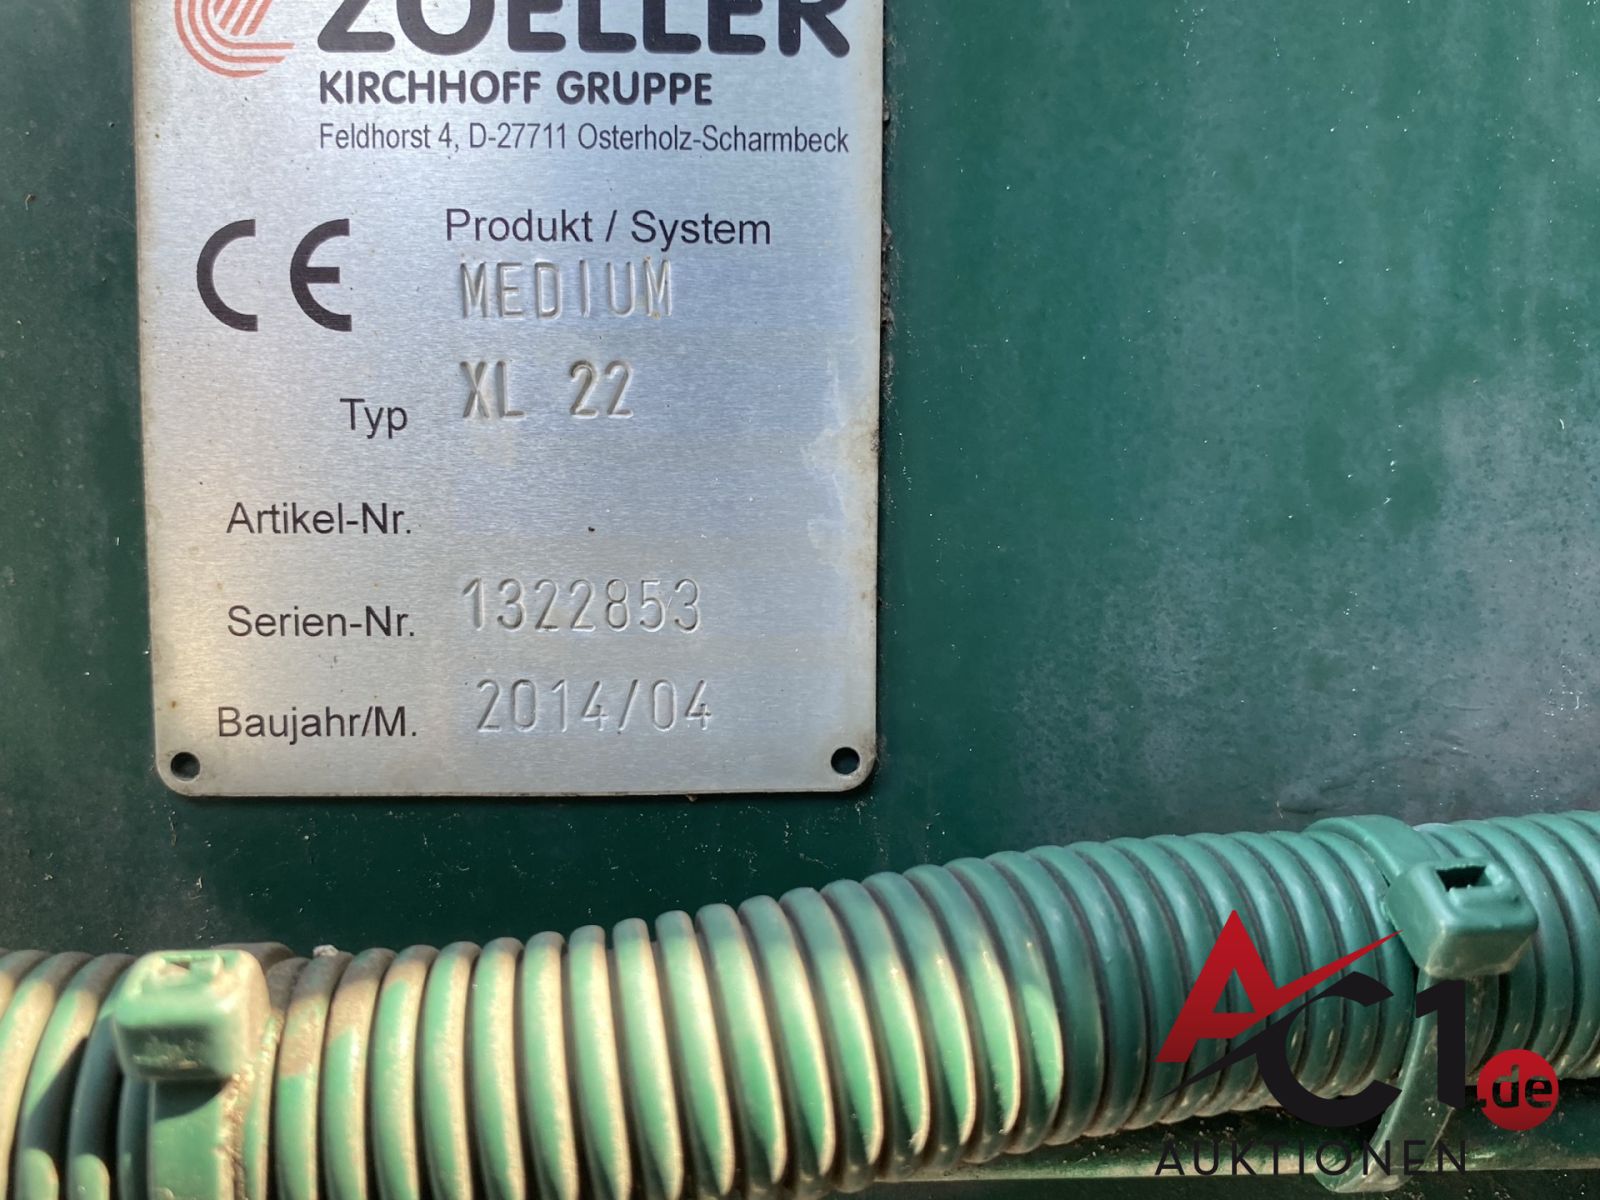 ZOELLER
KIRCHHOFF GRUPPE
Feldhorst 4, D-27711 Osterholz-Scharmbeck
CE
Produkt / System
MEDIUM
Typ XL 22
Artikel-Nr.
Serien-Nr. 1322853
Baujahr/M. 2014/04
AC1.de
AUKTIONEN